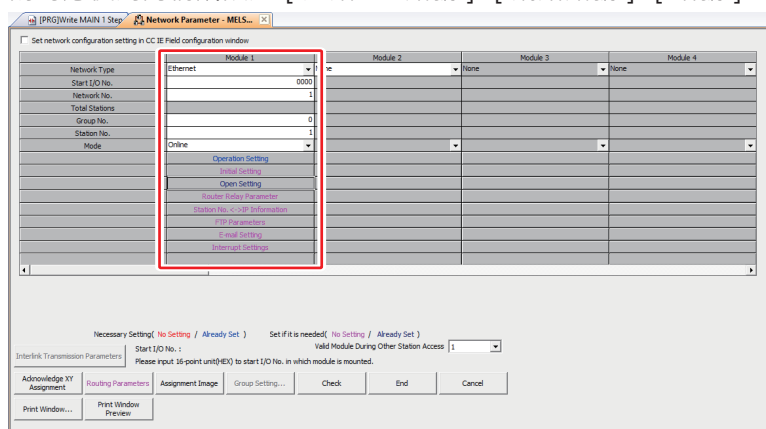 [PRG]Write MAIN 1 Step
Network Parameter - MELS...
Set network configuration setting in CC IE Field configuration window
Module 1 Module 2 Module 3 Module 4
Network Type Ethernet None None
Start I/O No. 0000
Network No. 1
Total Stations
Group No. 0
Station No. 1
Mode Online
Operation Setting
Initial Setting
Open Setting
Router Relay Parameter
Station No. <->IP Information
FTP Parameters
E-mail Setting
Interrupt Settings
Necessary Setting( No Setting / Already Set ) Set if it is needed( No Setting / Already Set )
Interlink Transmission Parameters
Start I/O No. :
Valid Module During Other Station Access 1
Please input 16-point unit(HEX) to start I/O No. in which module is mounted.
Acknowledge XY Assignment
Routing Parameters Assignment Image Group Setting... Check End Cancel
Print Window...
Print Window Preview